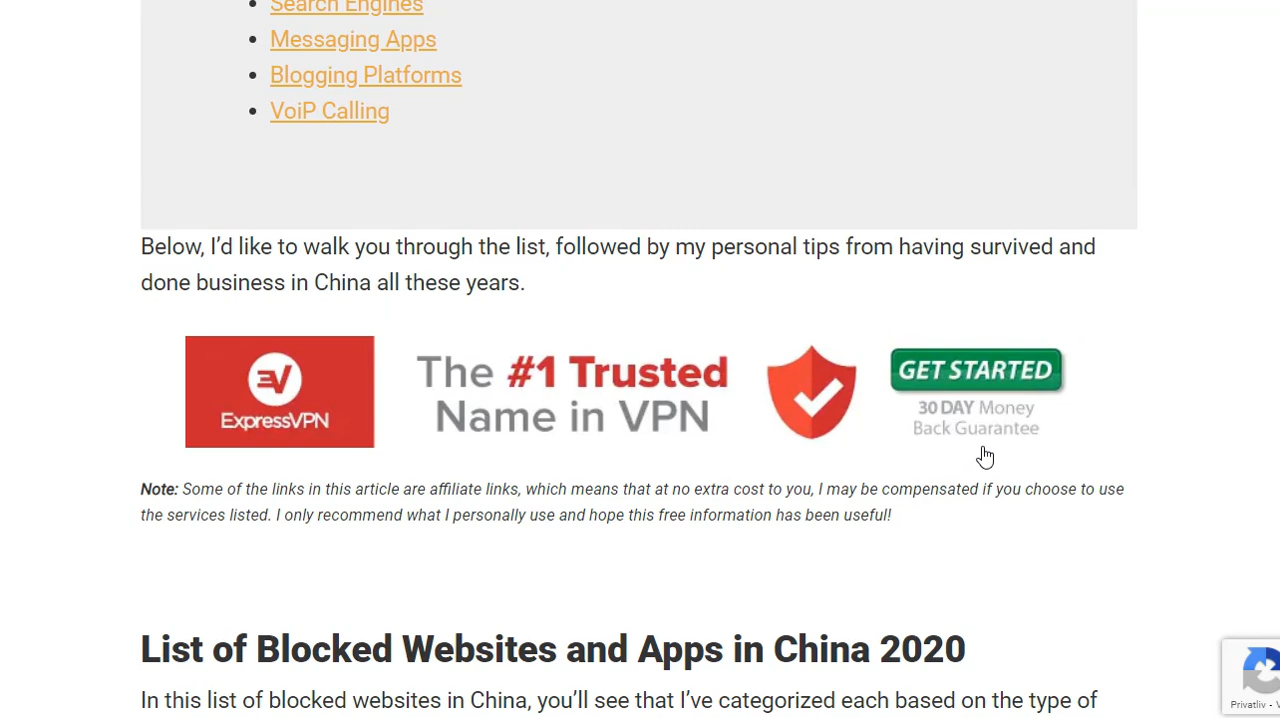 Search Engines
Messaging Apps
Blogging Platforms
VoiP Calling
Below, I’d like to walk you through the list, followed by my personal tips from having survived and
done business in China all these years.
EV
ExpressVPN
The #1 Trusted
Name in VPN
GET STARTED
30 DAY Money
Back Guarantee
Note: Some of the links in this article are affiliate links, which means that at no extra cost to you, I may be compensated if you choose to use
the services listed. I only recommend what I personally use and hope this free information has been useful!
List of Blocked Websites and Apps in China 2020
In this list of blocked websites in China, you’ll see that I’ve categorized each based on the type of
Privatliv -